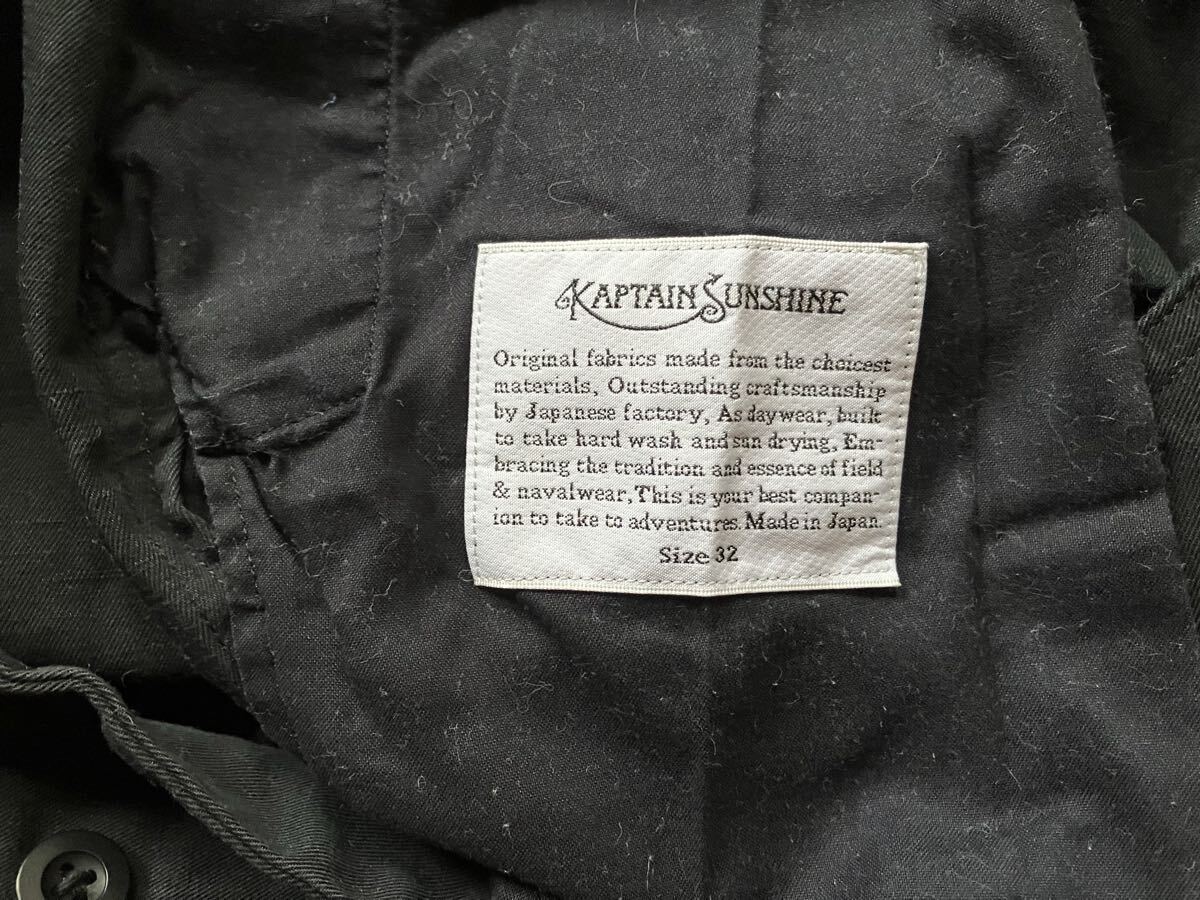 KAPTAIN SUNSHINE
Original fabrics made from the choicest
materials, Outstanding craftsmanship
by Japanese factory, As daywear, built
to take hard wash and sun drying, Em-
bracing the tradition and essence of field
& navalwear, This is your best compan-
ion to take to adventures. Made in Japan.
Size 32